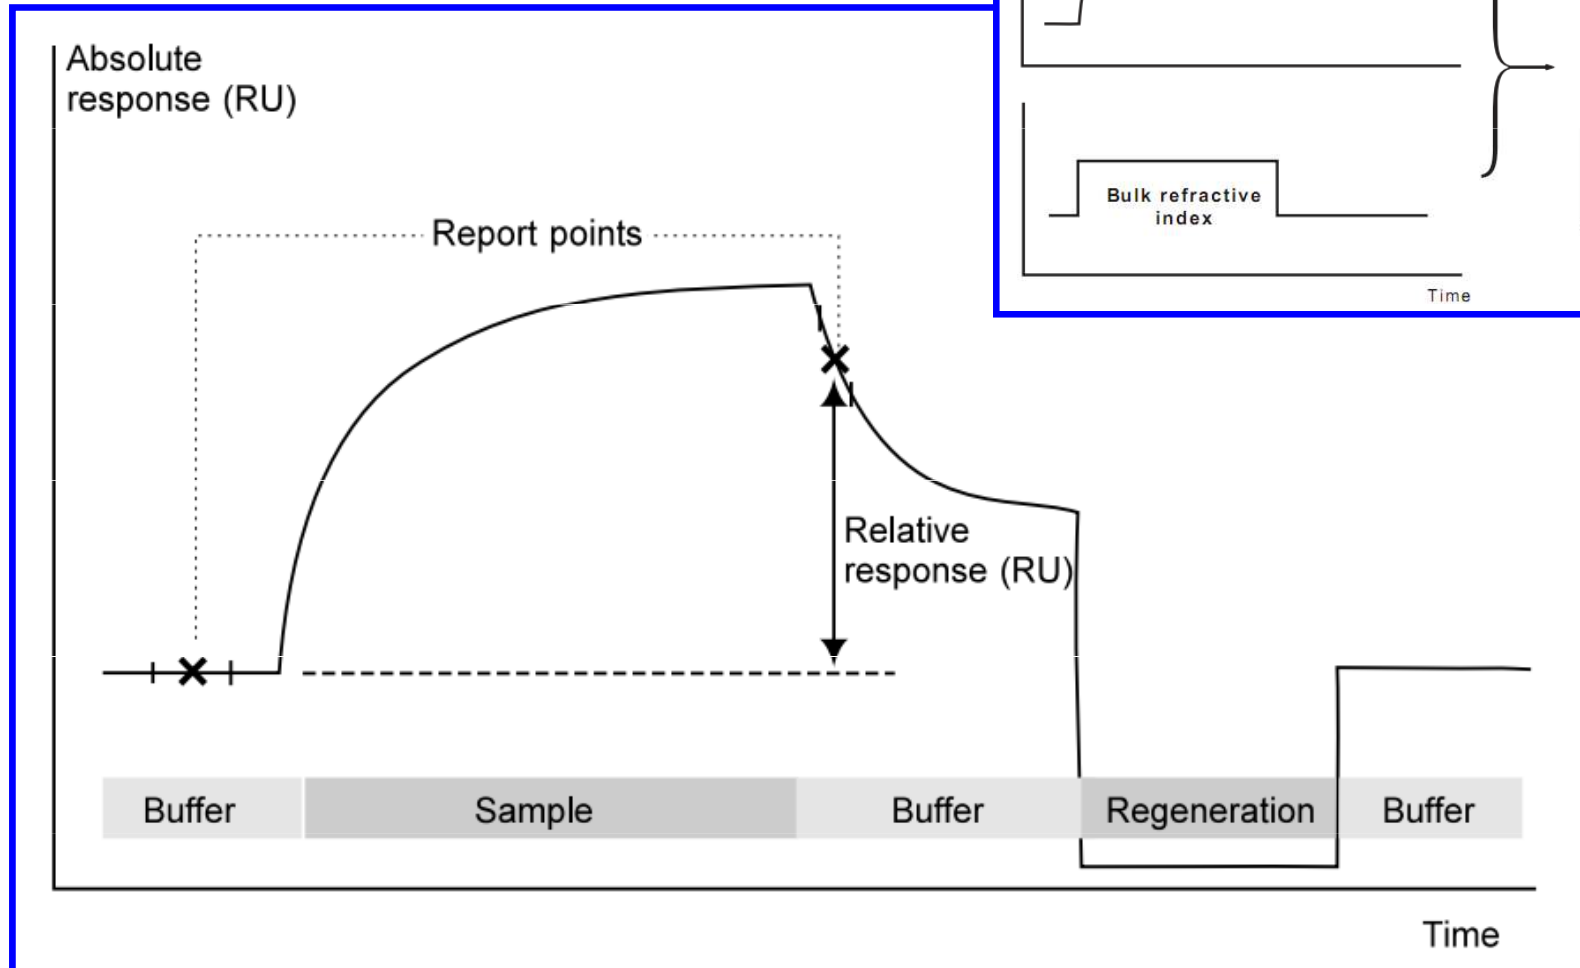 Absolute
response (RU)
Bulk refractive
index
Time
Report points
Relative
response (RU)
Buffer
Sample
Buffer
Regeneration
Buffer
Time